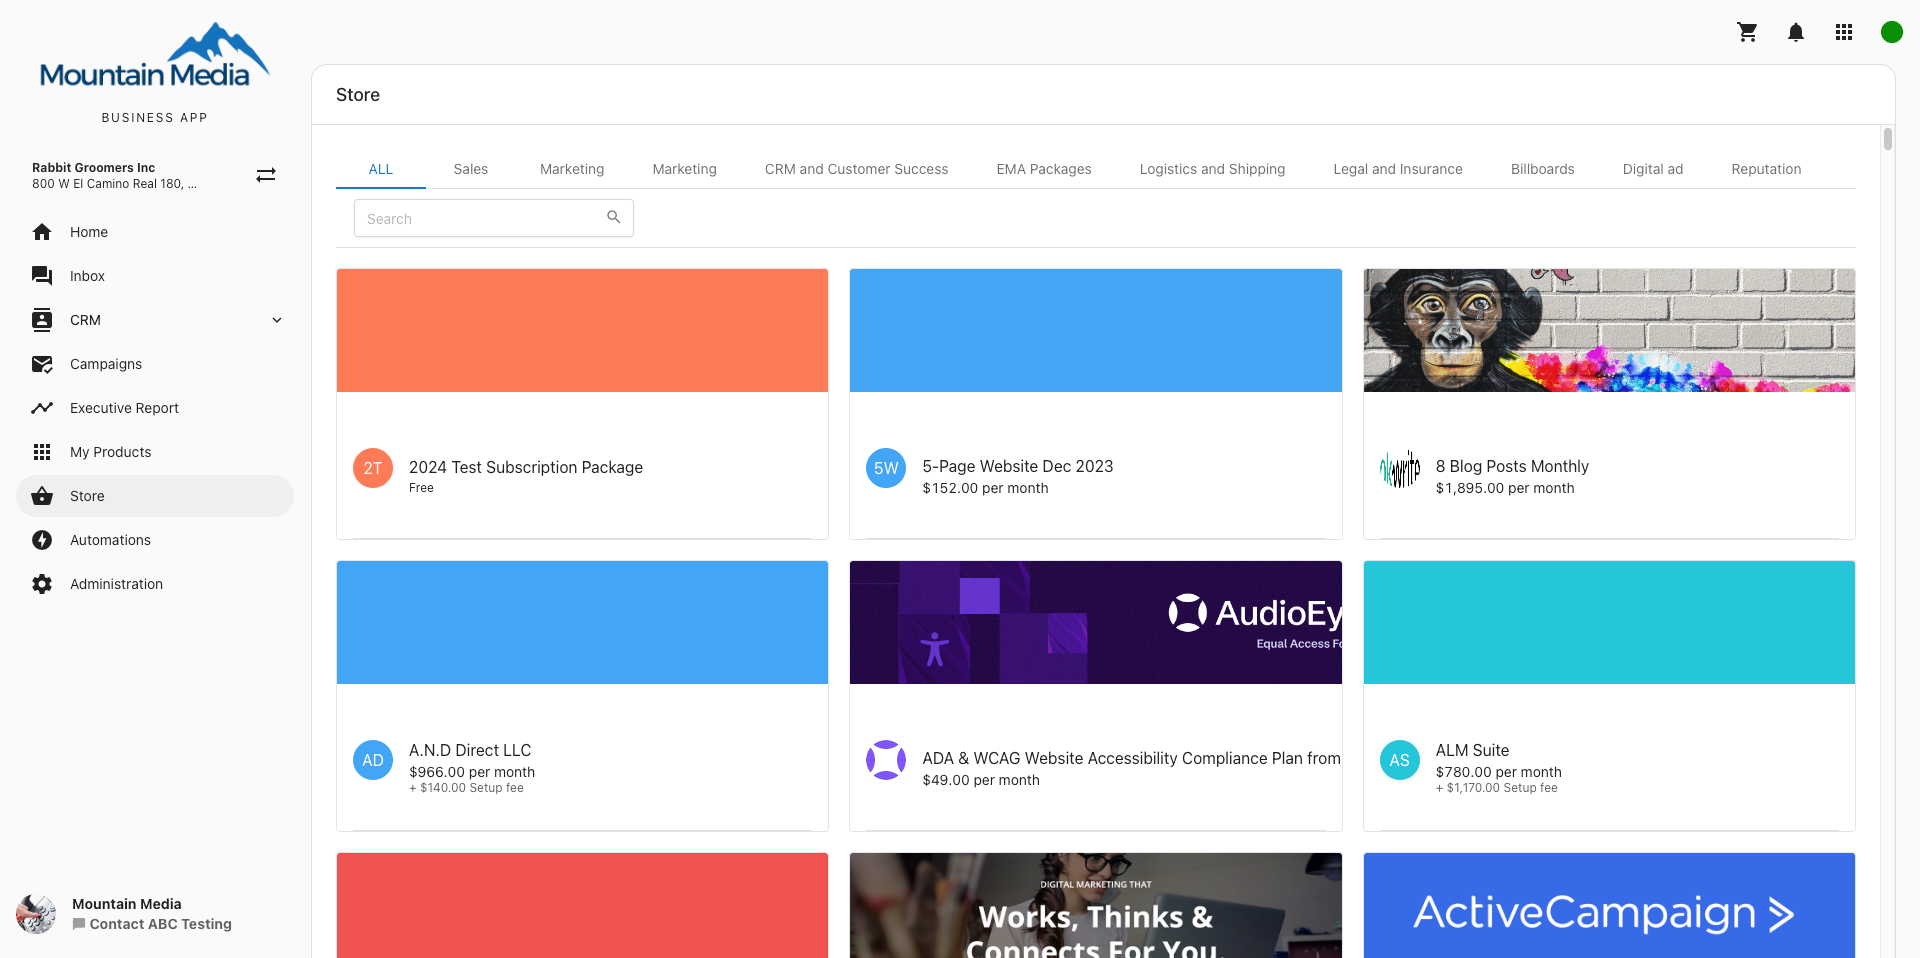 Mountain Media
BUSINESS APP
Rabbit Groomers Inc
800 W El Camino Real 180, ...
Home
Inbox
CRM
Campaigns
Executive Report
My Products
Store
Automations
Administration
Mountain Media
Contact ABC Testing
Store
ALL
Sales
Marketing
Marketing
CRM and Customer Success
EMA Packages
Logistics and Shipping
Legal and Insurance
Billboards
Digital ad
Reputation
Search
2T
2024 Test Subscription Package
Free
5W
5-Page Website Dec 2023
$152.00 per month
8 Blog Posts Monthly
$1,895.00 per month
AD
A.N.D Direct LLC
$966.00 per month
+ $140.00 Setup fee
AudioEy
Equal Access Fo
ADA & WCAG Website Accessibility Compliance Plan from
$49.00 per month
AS
ALM Suite
$780.00 per month
+ $1,170.00 Setup fee
DIGITAL MARKETING THAT
Works, Thinks &
Connects For You.
ActiveCampaign